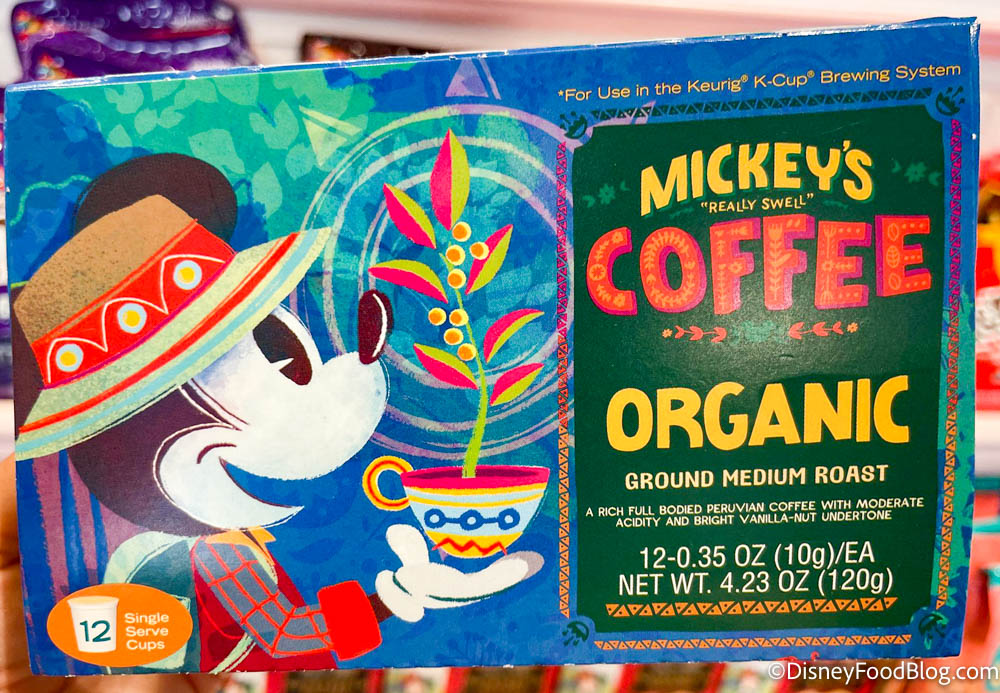 *For Use in the Keurig® K-Cup® Brewing System
MICKEY'S
"REALLY SWELL"
COFFEE
ORGANIC
GROUND MEDIUM ROAST
A RICH FULL BODIED PERUVIAN COFFEE WITH MODERATE
ACIDITY AND BRIGHT VANILLA-NUT UNDERTONE
12-0.35 OZ (10g)/EA
NET WT. 4.23 OZ (120g)
12
Single
Serve
Cups
©DisneyFoodBlog.com